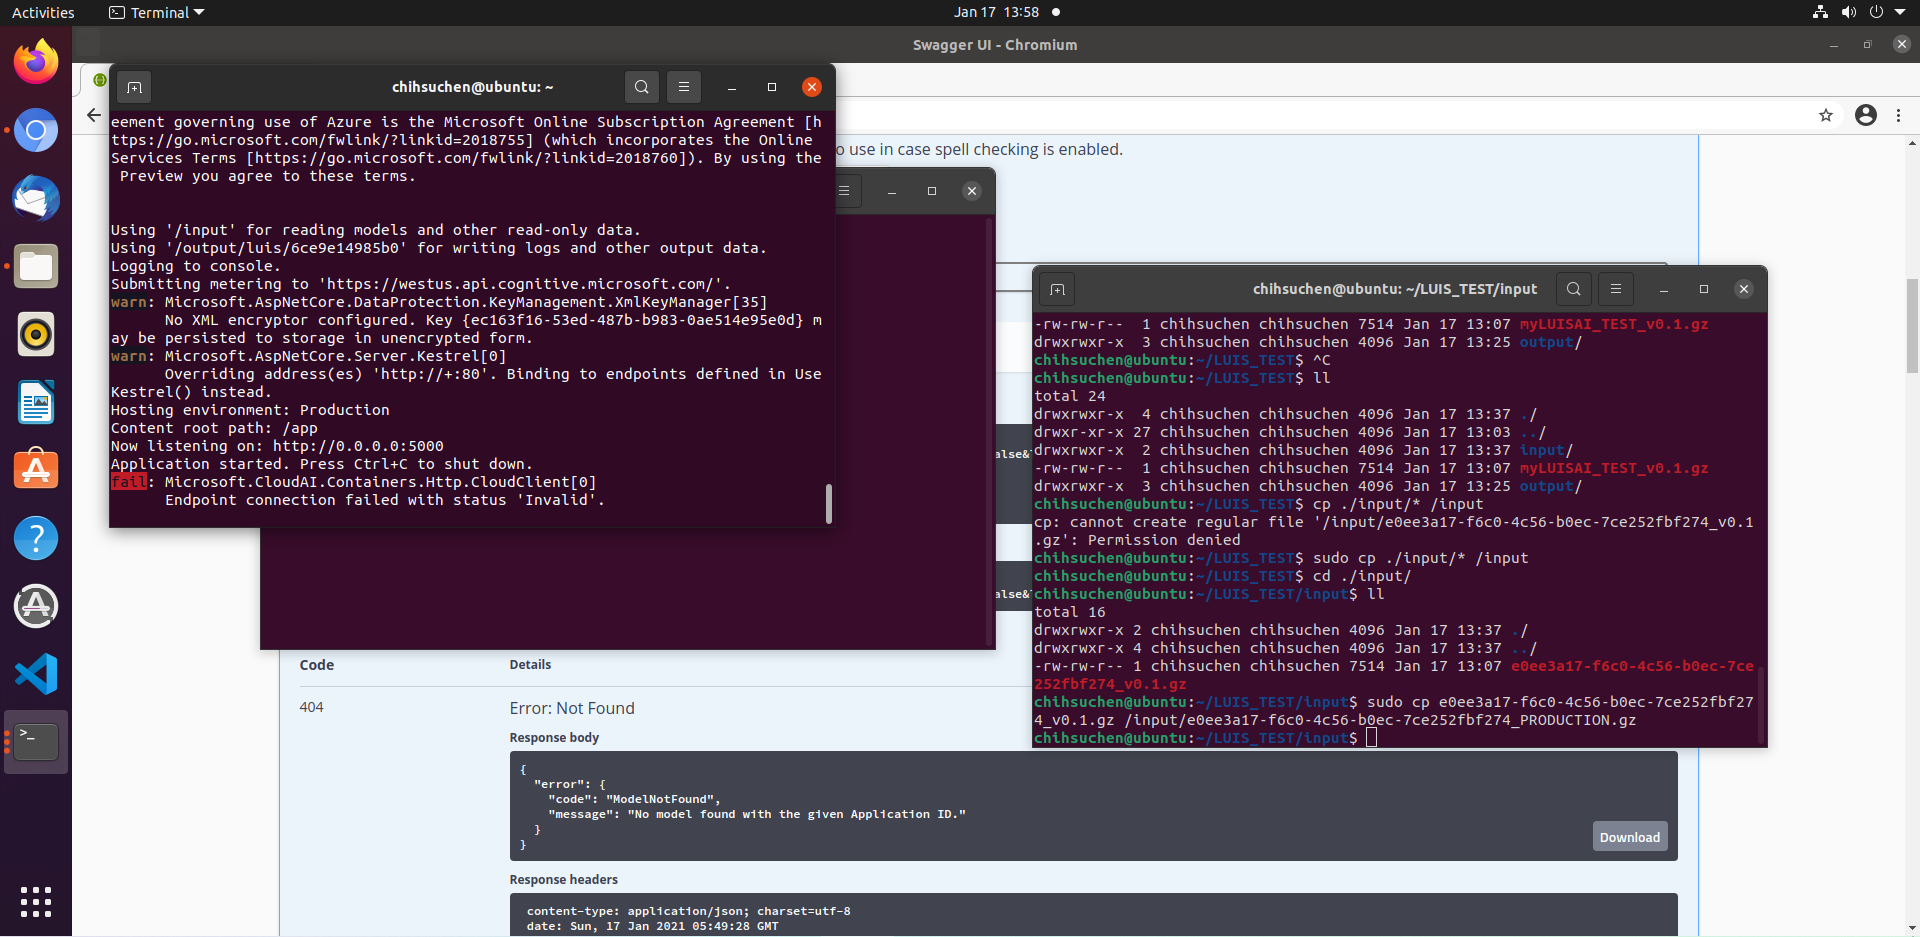 Activities
Terminal
Jan 17 13:58
Swagger UI - Chromium
chihsuchen@ubuntu: ~
eement governing use of Azure is the Microsoft Online Subscription Agreement [h
ttps://go.microsoft.com/fwlink/?linkid=2018755] (which incorporates the Online
Services Terms [https://go.microsoft.com/fwlink/?linkid=2018760]). By using the
Preview you agree to these terms.
Using '/input' for reading models and other read-only data.
Using '/output/luis/6ce9e14985b0' for writing logs and other output data.
Logging to console.
Submitting metering to 'https://westus.api.cognitive.microsoft.com/'.
warn: Microsoft.AspNetCore.DataProtection.KeyManagement.XmlKeyManager[35]
No XML encryptor configured. Key {ec163f16-53ed-487b-b983-0ae514e95e0d} m
ay be persisted to storage in unencrypted form.
warn: Microsoft.AspNetCore.Server.Kestrel[0]
Overriding address(es) 'http://+:80'. Binding to endpoints defined in Use
Kestrel() instead.
Hosting environment: Production
Content root path: /app
Now listening on: http://0.0.0.0:5000
Application started. Press Ctrl+C to shut down.
fail: Microsoft.CloudAI.Containers.Http.CloudClient[0]
Endpoint connection failed with status 'Invalid'.
o use in case spell checking is enabled.
alse&
alse&
chihsuchen@ubuntu: ~/LUIS_TEST/input
-rw-rw-r--  1 chihsuchen chihsuchen 7514 Jan 17 13:07 myLUISAI_TEST_v0.1.gz
drwxrwxr-x  3 chihsuchen chihsuchen 4096 Jan 17 13:25 output/
chihsuchen@ubuntu:~/LUIS_TEST$ ^C
chihsuchen@ubuntu:~/LUIS_TEST$ ll
total 24
drwxrwxr-x  4 chihsuchen chihsuchen 4096 Jan 17 13:37 ./
drwxr-xr-x 27 chihsuchen chihsuchen 4096 Jan 17 13:03 ../
drwxrwxr-x  2 chihsuchen chihsuchen 4096 Jan 17 13:37 input/
-rw-rw-r--  1 chihsuchen chihsuchen 7514 Jan 17 13:07 myLUISAI_TEST_v0.1.gz
drwxrwxr-x  3 chihsuchen chihsuchen 4096 Jan 17 13:25 output/
chihsuchen@ubuntu:~/LUIS_TEST$ cp ./input/* /input
cp: cannot create regular file '/input/e0ee3a17-f6c0-4c56-b0ec-7ce252fbf274_v0.1
.gz': Permission denied
chihsuchen@ubuntu:~/LUIS_TEST$ sudo cp ./input/* /input
chihsuchen@ubuntu:~/LUIS_TEST$ cd ./input/
chihsuchen@ubuntu:~/LUIS_TEST/input$ ll
total 16
drwxrwxr-x 2 chihsuchen chihsuchen 4096 Jan 17 13:37 ./
drwxrwxr-x 4 chihsuchen chihsuchen 4096 Jan 17 13:37 ../
-rw-rw-r-- 1 chihsuchen chihsuchen 7514 Jan 17 13:07 e0ee3a17-f6c0-4c56-b0ec-7ce
252fbf274_v0.1.gz
chihsuchen@ubuntu:~/LUIS_TEST/input$ sudo cp e0ee3a17-f6c0-4c56-b0ec-7ce252fbf27
4_v0.1.gz /input/e0ee3a17-f6c0-4c56-b0ec-7ce252fbf274_PRODUCTION.gz
chihsuchen@ubuntu:~/LUIS_TEST/input$
Code
Details
404
Error: Not Found
Response body
{
"error": {
"code": "ModelNotFound",
"message": "No model found with the given Application ID."
}
}
Download
Response headers
content-type: application/json; charset=utf-8
date: Sun, 17 Jan 2021 05:49:28 GMT